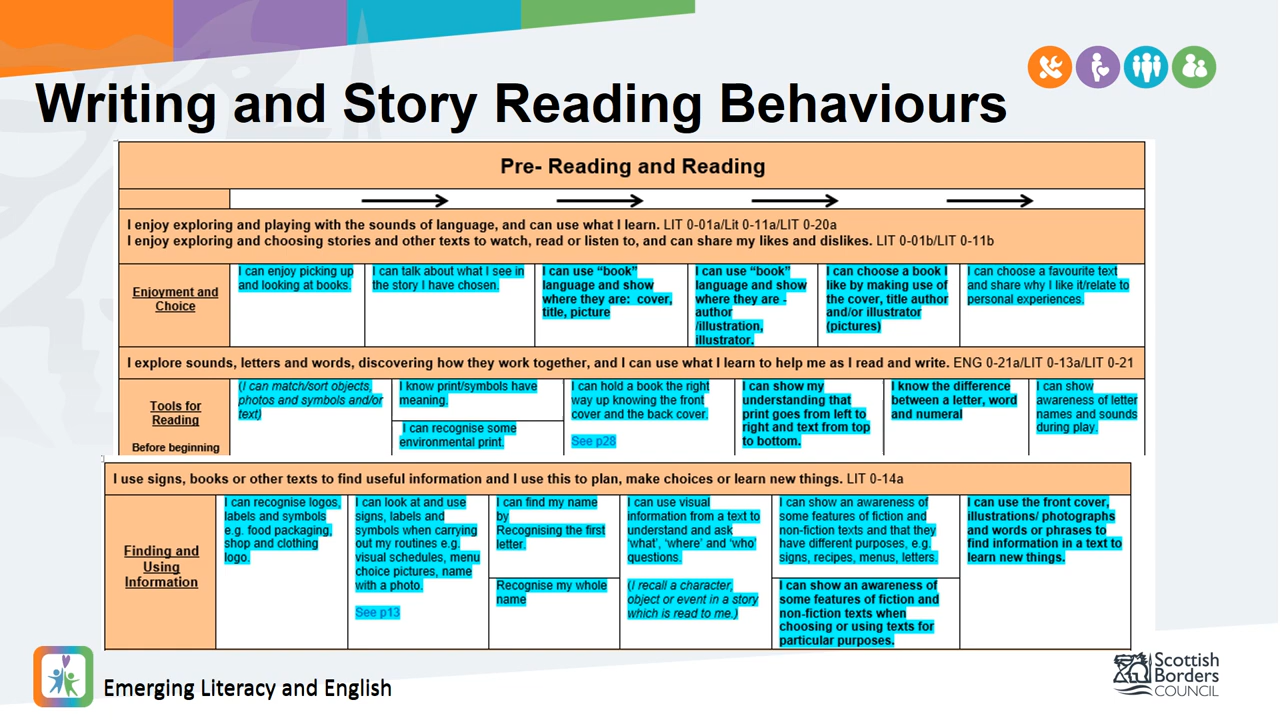 Writing and Story Reading Behaviours
Pre- Reading and Reading
I enjoy exploring and playing with the sounds of language, and can use what I learn. LIT 0-01a/Lit 0-11a/LIT 0-20a
I enjoy exploring and choosing stories and other texts to watch, read or listen to, and can share my likes and dislikes. LIT 0-01b/LIT 0-11b
Enjoyment and
Choice
I can enjoy picking up
and looking at books.
I can talk about what I see in
the story I have chosen.
I can use “book”
language and show
where they are: cover,
title, picture
I can use “book”
language and show
where they are -
author
/illustration,
illustrator.
I can choose a book I
like by making use of
the cover, title author
and/or illustrator
(pictures)
I can choose a favourite text
and share why I like it/relate to
personal experiences.
I explore sounds, letters and words, discovering how they work together, and I can use what I learn to help me as I read and write. ENG 0-21a/LIT 0-13a/LIT 0-21
Tools for
Reading
Before beginning
(I can match/sort objects,
photos and symbols and/or
text)
I know print/symbols have
meaning.
I can recognise some
environmental print.
I can hold a book the right
way up knowing the front
cover and the back cover.
See p28
I can show my
understanding that
print goes from left to
right and text from top
to bottom.
I know the difference
between a letter, word
and numeral
I can show
awareness of letter
names and sounds
during play.
I use signs, books or other texts to find useful information and I use this to plan, make choices or learn new things. LIT 0-14a
Finding and
Using
Information
I can recognise logos,
labels and symbols
e.g. food packaging,
shop and clothing
logo.
I can look at and use
signs, labels and
symbols when carrying
out my routines e.g.
visual schedules, menu
choice pictures, name
with a photo.
See p13
I can find my name
by
Recognising the first
letter.
Recognise my whole
name
I can use visual
information from a text to
understand and ask
‘what’, ‘where’ and ‘who’
questions.
(I recall a character,
object or event in a story
which is read to me.)
I can show an awareness of
some features of fiction and
non-fiction texts and that they
have different purposes, e.g.
signs, recipes, menus, letters.
I can show an awareness of
some features of fiction and
non-fiction texts when
choosing or using texts for
particular purposes.
I can use the front cover,
illustrations/ photographs
and words or phrases to
find information in a text to
learn new things.
Emerging Literacy and English
Scottish
Borders
COUNCIL